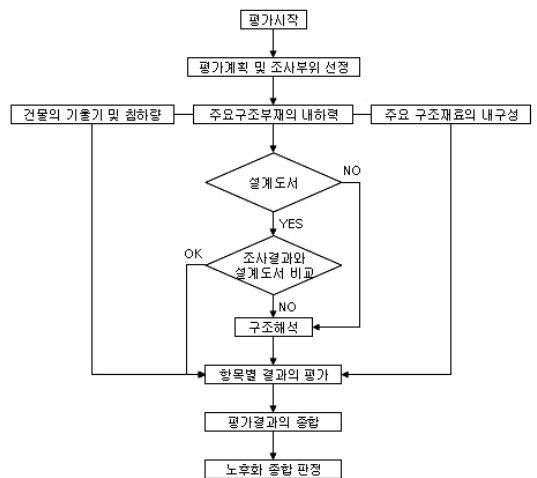 평가시작
평가계획 및 조사부위 선정
건물의 기울기 및 침하량
주요구조부재의 내하력
주요 구조재료의 내구성
설계도서
NO
YES
OK
조사결과와
설계도서 비교
NO
구조해석
항목별 결과의 평가
평가결과의 종합
노후화 종합 판정